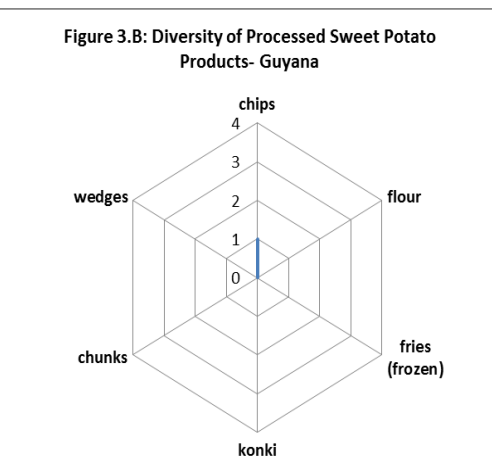 Figure 3.B: Diversity of Processed Sweet Potato
Products- Guyana
chips
4
3
wedges
2
flour
1
0
chunks
fries
(frozen)
konki